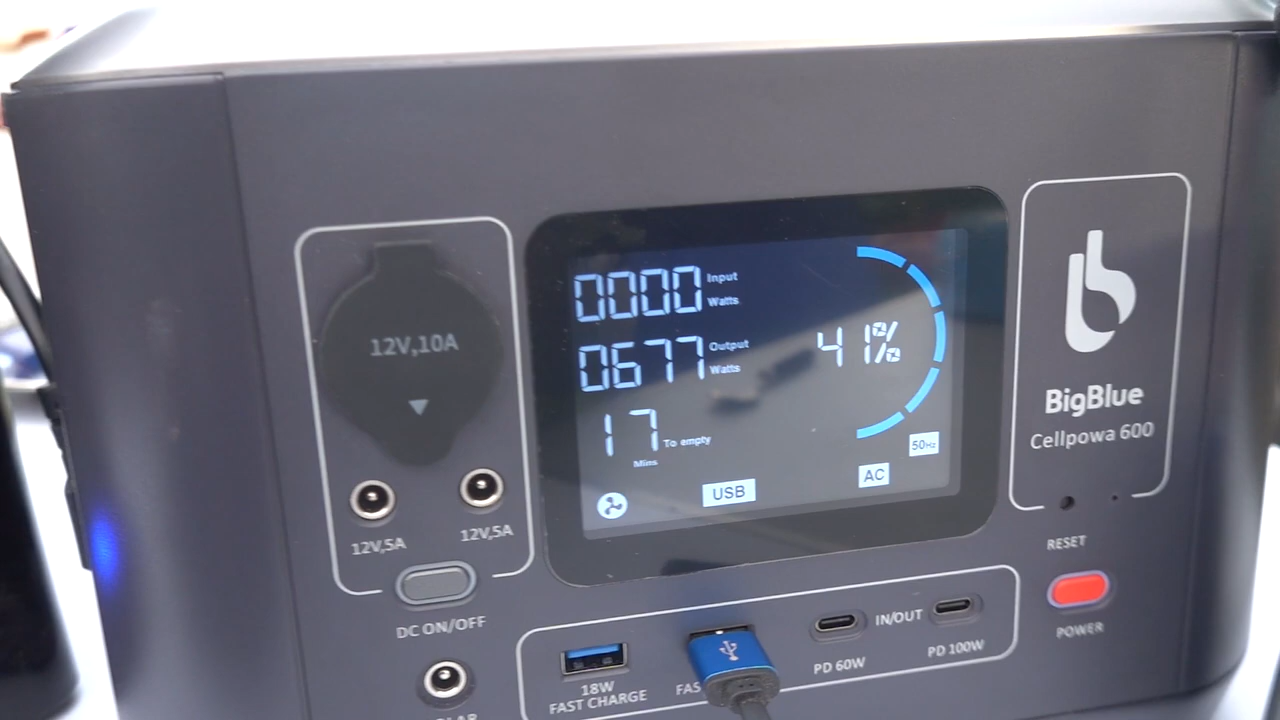 12V,10A
12V,5A
12V,5A
DC ON/OFF
0000 Input Watts
0677 Output Watts
41%
17 To empty
Mins
50Hz
USB
AC
BigBlue
Cellpowa 600
RESET
POWER
18W
FAST CHARGE
FAS
PD 60W
IN/OUT
PD 100W